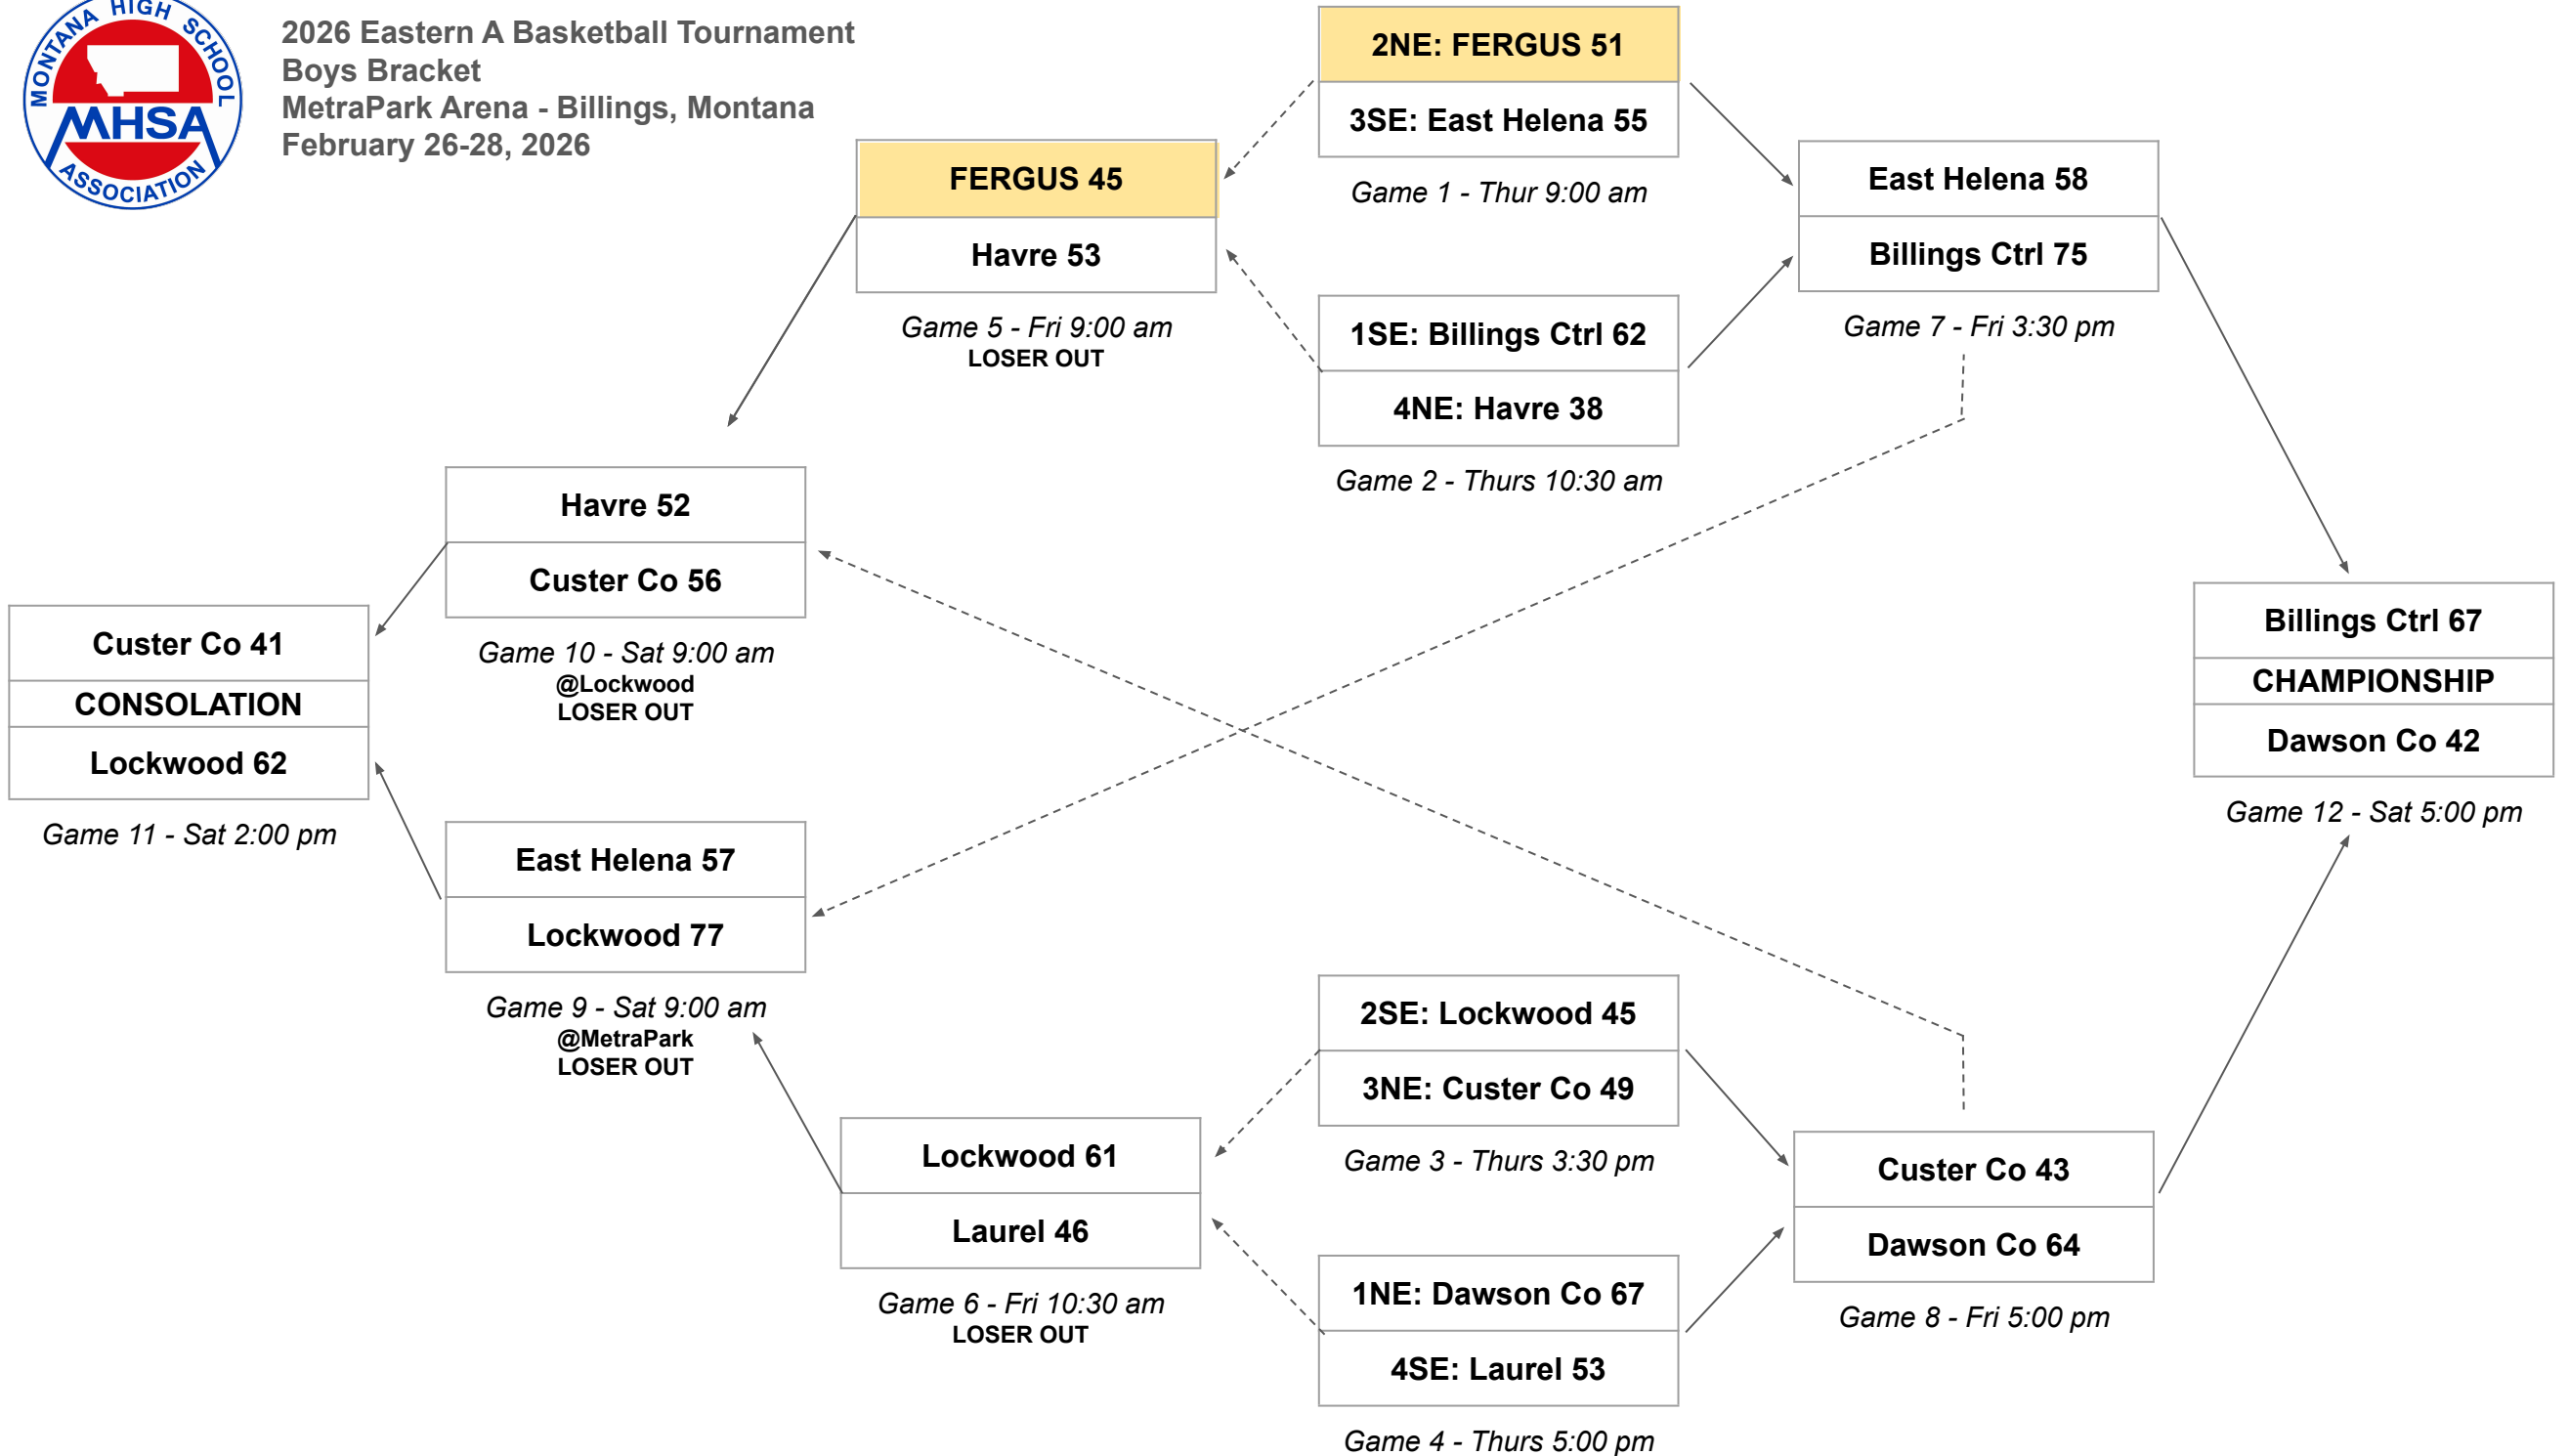 MONTANA HIGH SCHOOL
MHSA
ASSOCIATION
2026 Eastern A Basketball Tournament
Boys Bracket
MetraPark Arena - Billings, Montana
February 26-28, 2026
2NE: FERGUS 51
3SE: East Helena 55
Game 1 - Thur 9:00 am
FERGUS 45
Havre 53
Game 5 - Fri 9:00 am
LOSER OUT
East Helena 58
Billings Ctrl 75
Game 7 - Fri 3:30 pm
1SE: Billings Ctrl 62
4NE: Havre 38
Game 2 - Thurs 10:30 am
Havre 52
Custer Co 56
Game 10 - Sat 9:00 am
@Lockwood
LOSER OUT
Custer Co 41
CONSOLATION
Lockwood 62
Game 11 - Sat 2:00 pm
Billings Ctrl 67
CHAMPIONSHIP
Dawson Co 42
Game 12 - Sat 5:00 pm
East Helena 57
Lockwood 77
Game 9 - Sat 9:00 am
@MetraPark
LOSER OUT
2SE: Lockwood 45
3NE: Custer Co 49
Game 3 - Thurs 3:30 pm
Lockwood 61
Laurel 46
Game 6 - Fri 10:30 am
LOSER OUT
Custer Co 43
Dawson Co 64
Game 8 - Fri 5:00 pm
1NE: Dawson Co 67
4SE: Laurel 53
Game 4 - Thurs 5:00 pm